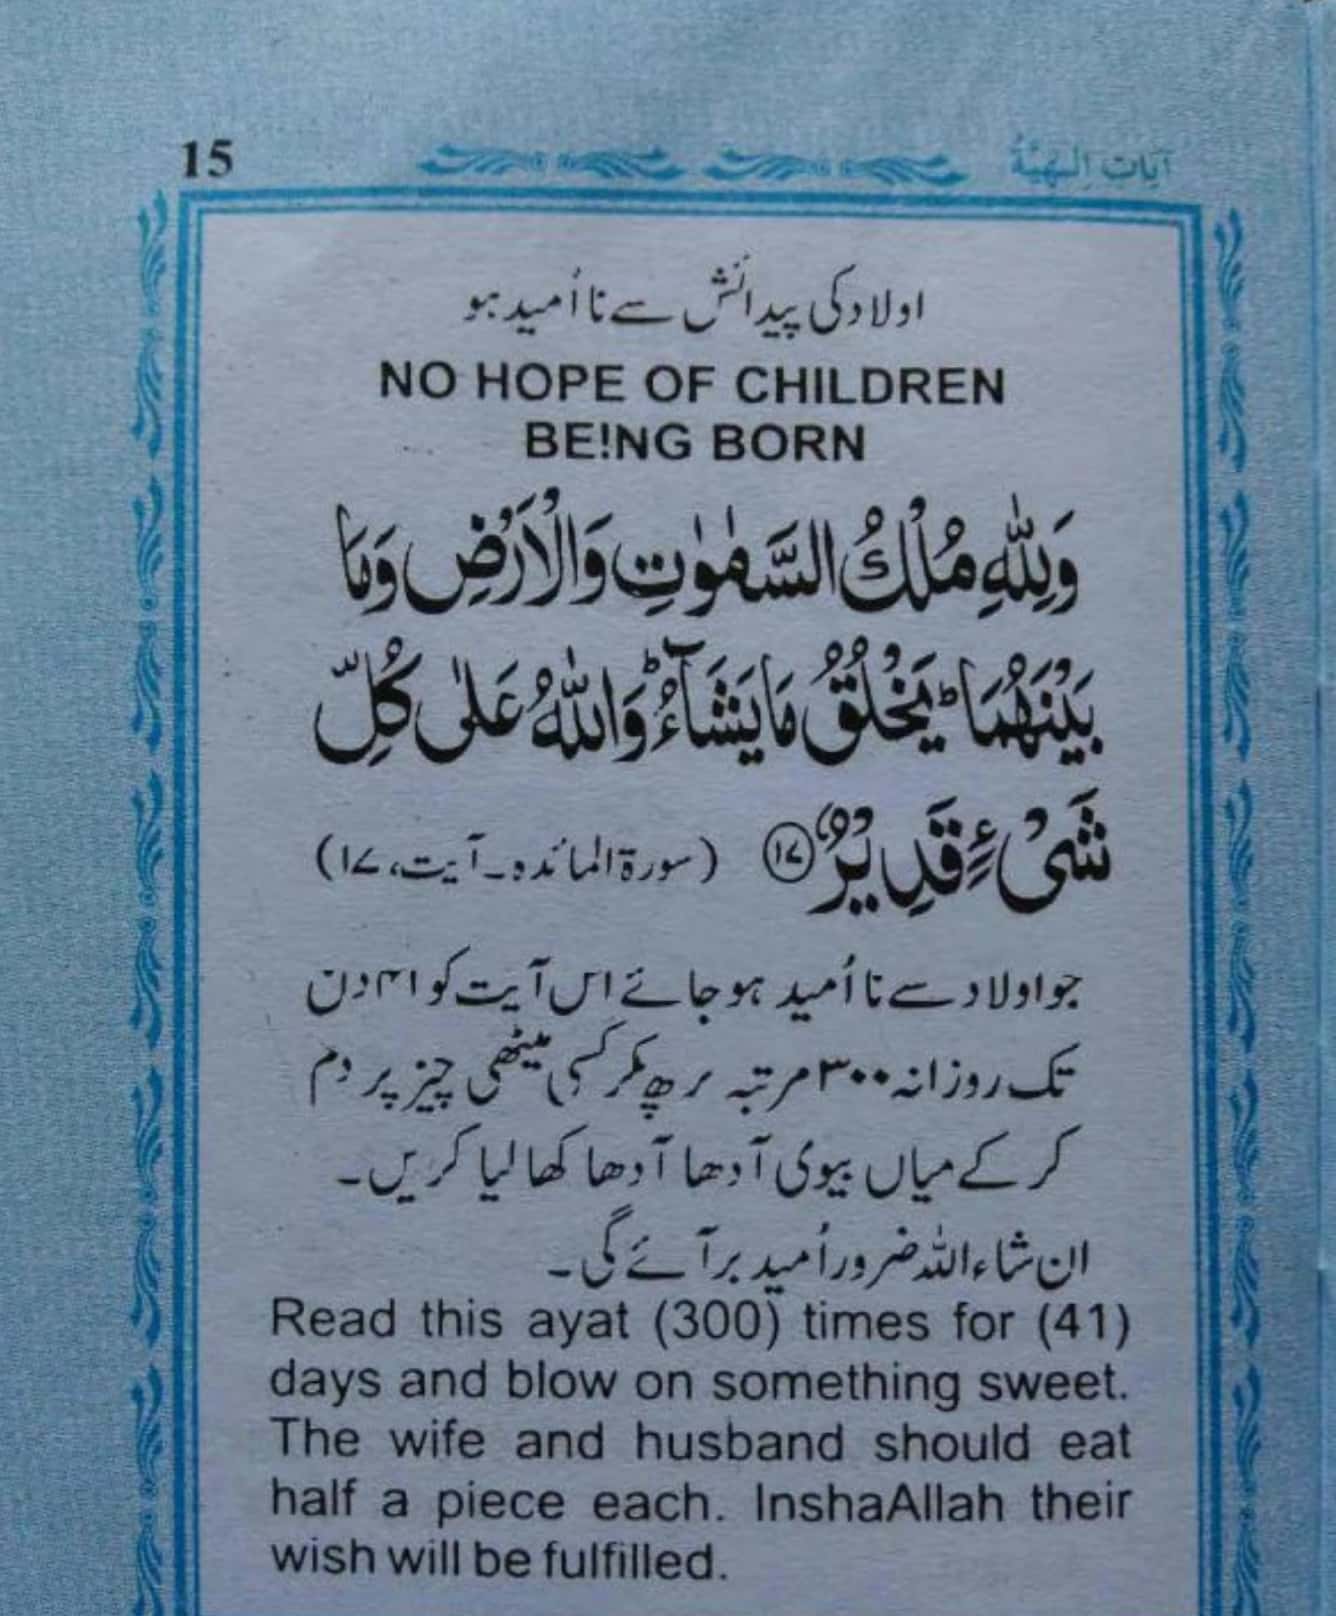 15
آیاتِ اِلٰہیَّہ
اولاد کی پیدائش سے نا اُمید ہو
NO HOPE OF CHILDREN
BE!NG BORN
وَلِلّٰهِ مُلْكُ السَّمٰوٰتِ وَالْاَرْضِ وَمَا
بَيْنَهُمَا ؕ يَخْلُقُ مَا يَشَآءُ ؕ وَاللّٰهُ عَلٰى كُلِّ
شَىْءٍ قَدِيْرٌ ﴿۱۷﴾ (سورۃ المائدہ۔آیت،۱۷)
جو اولاد سے نا اُمید ہو جائے اس آیت کو ۴۱ دن
تک روزانہ ۳۰۰ مرتبہ پڑھ کر کسی میٹھی چیز پر دم
کر کے میاں بیوی آدھا آدھا کھا لیا کریں۔
ان شاء اللہ ضرور اُمید بر آئے گی۔
Read this ayat (300) times for (41)
days and blow on something sweet.
The wife and husband should eat
half a piece each. InshaAllah their
wish will be fulfilled.